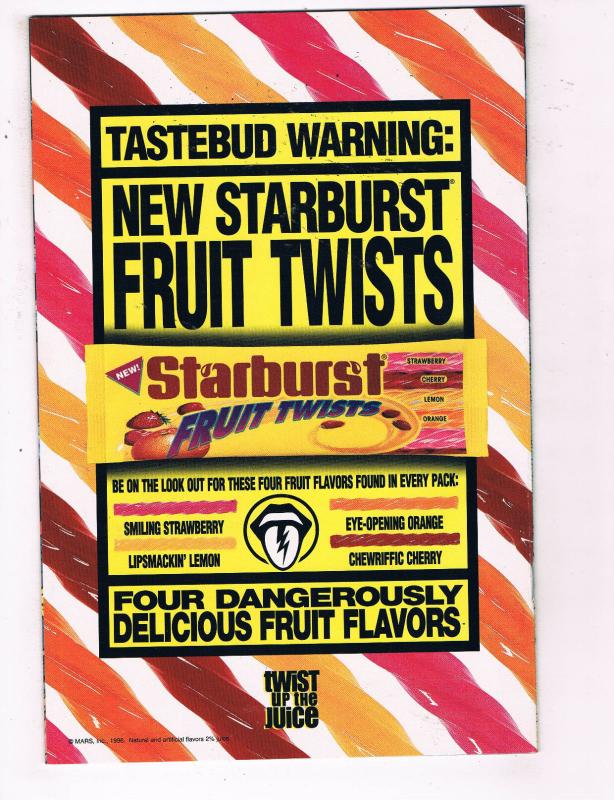 TASTEBUD WARNING:
NEW STARBURST®
FRUIT TWISTS
NEW!
Starburst®
FRUIT TWISTS
STRAWBERRY
CHERRY
LEMON
ORANGE
BE ON THE LOOK OUT FOR THESE FOUR FRUIT FLAVORS FOUND IN EVERY PACK:
SMILING STRAWBERRY
LIPSMACKIN' LEMON
EYE-OPENING ORANGE
CHEWRIFFIC CHERRY
FOUR DANGEROUSLY
DELICIOUS FRUIT FLAVORS
twiSt
up the
Juice
© MARS, Inc., 1996. Natural and artificial flavors 2% juice.